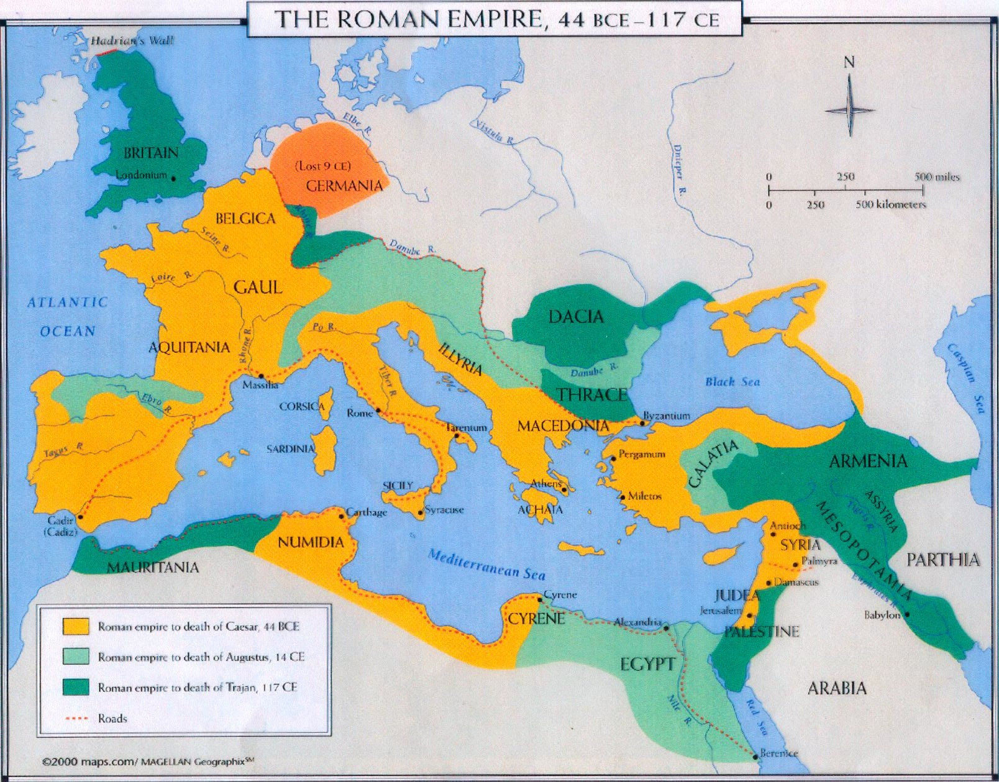 THE ROMAN EMPIRE, 44 BCE–117 CE
Hadrian's Wall
N
Elbe R.
Vistula R.
Dnieper R.
BRITAIN
Londonium
(Lost 9 CE)
GERMANIA
0 250 500 miles
0 250 500 kilometers
Rhine R.
BELGICA
Seine R.
Danube R.
Loire R.
GAUL
ATLANTIC
OCEAN
DACIA
Po R.
AQUITANIA
Rhone R.
ILLYRIA
Caspian Sea
Danube R.
Black Sea
Massilia
Tiber R.
THRACE
Ebro R.
CORSICA
Rome
Byzantium
Tarentum
MACEDONIA
Tagus R.
SARDINIA
Pergamum
GALATIA
ARMENIA
SICILY
Athens
Miletos
ASSYRIA
Gadir
(Cadiz)
Carthage
Syracuse
ACHAIA
Tigris R.
MESOPOTAMIA
Antioch
NUMIDIA
SYRIA
MAURITANIA
Mediterranean Sea
Palmyra
PARTHIA
Damascus
Euphrates R.
Cyrene
JUDEA
Jerusalem
Babylon
CYRENE
Alexandria
PALESTINE
EGYPT
ARABIA
Nile R.
Red Sea
Berenice
Roman empire to death of Caesar, 44 BCE
Roman empire to death of Augustus, 14 CE
Roman empire to death of Trajan, 117 CE
Roads
©2000 maps.com/ MAGELLAN Geographix℠